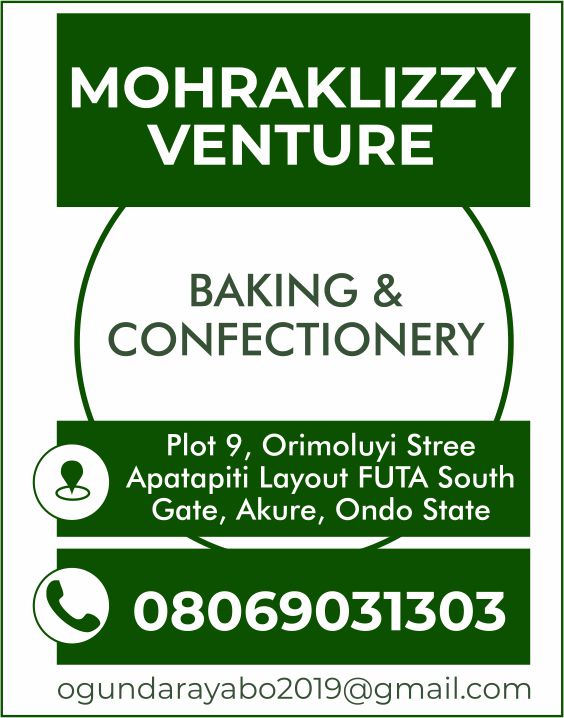 MOHRAKLIZZY
VENTURE
BAKING &
CONFECTIONERY
Plot 9, Orimoluyi Stree
Apatapiti Layout FUTA South
Gate, Akure, Ondo State
08069031303
ogundarayabo2019@gmail.com